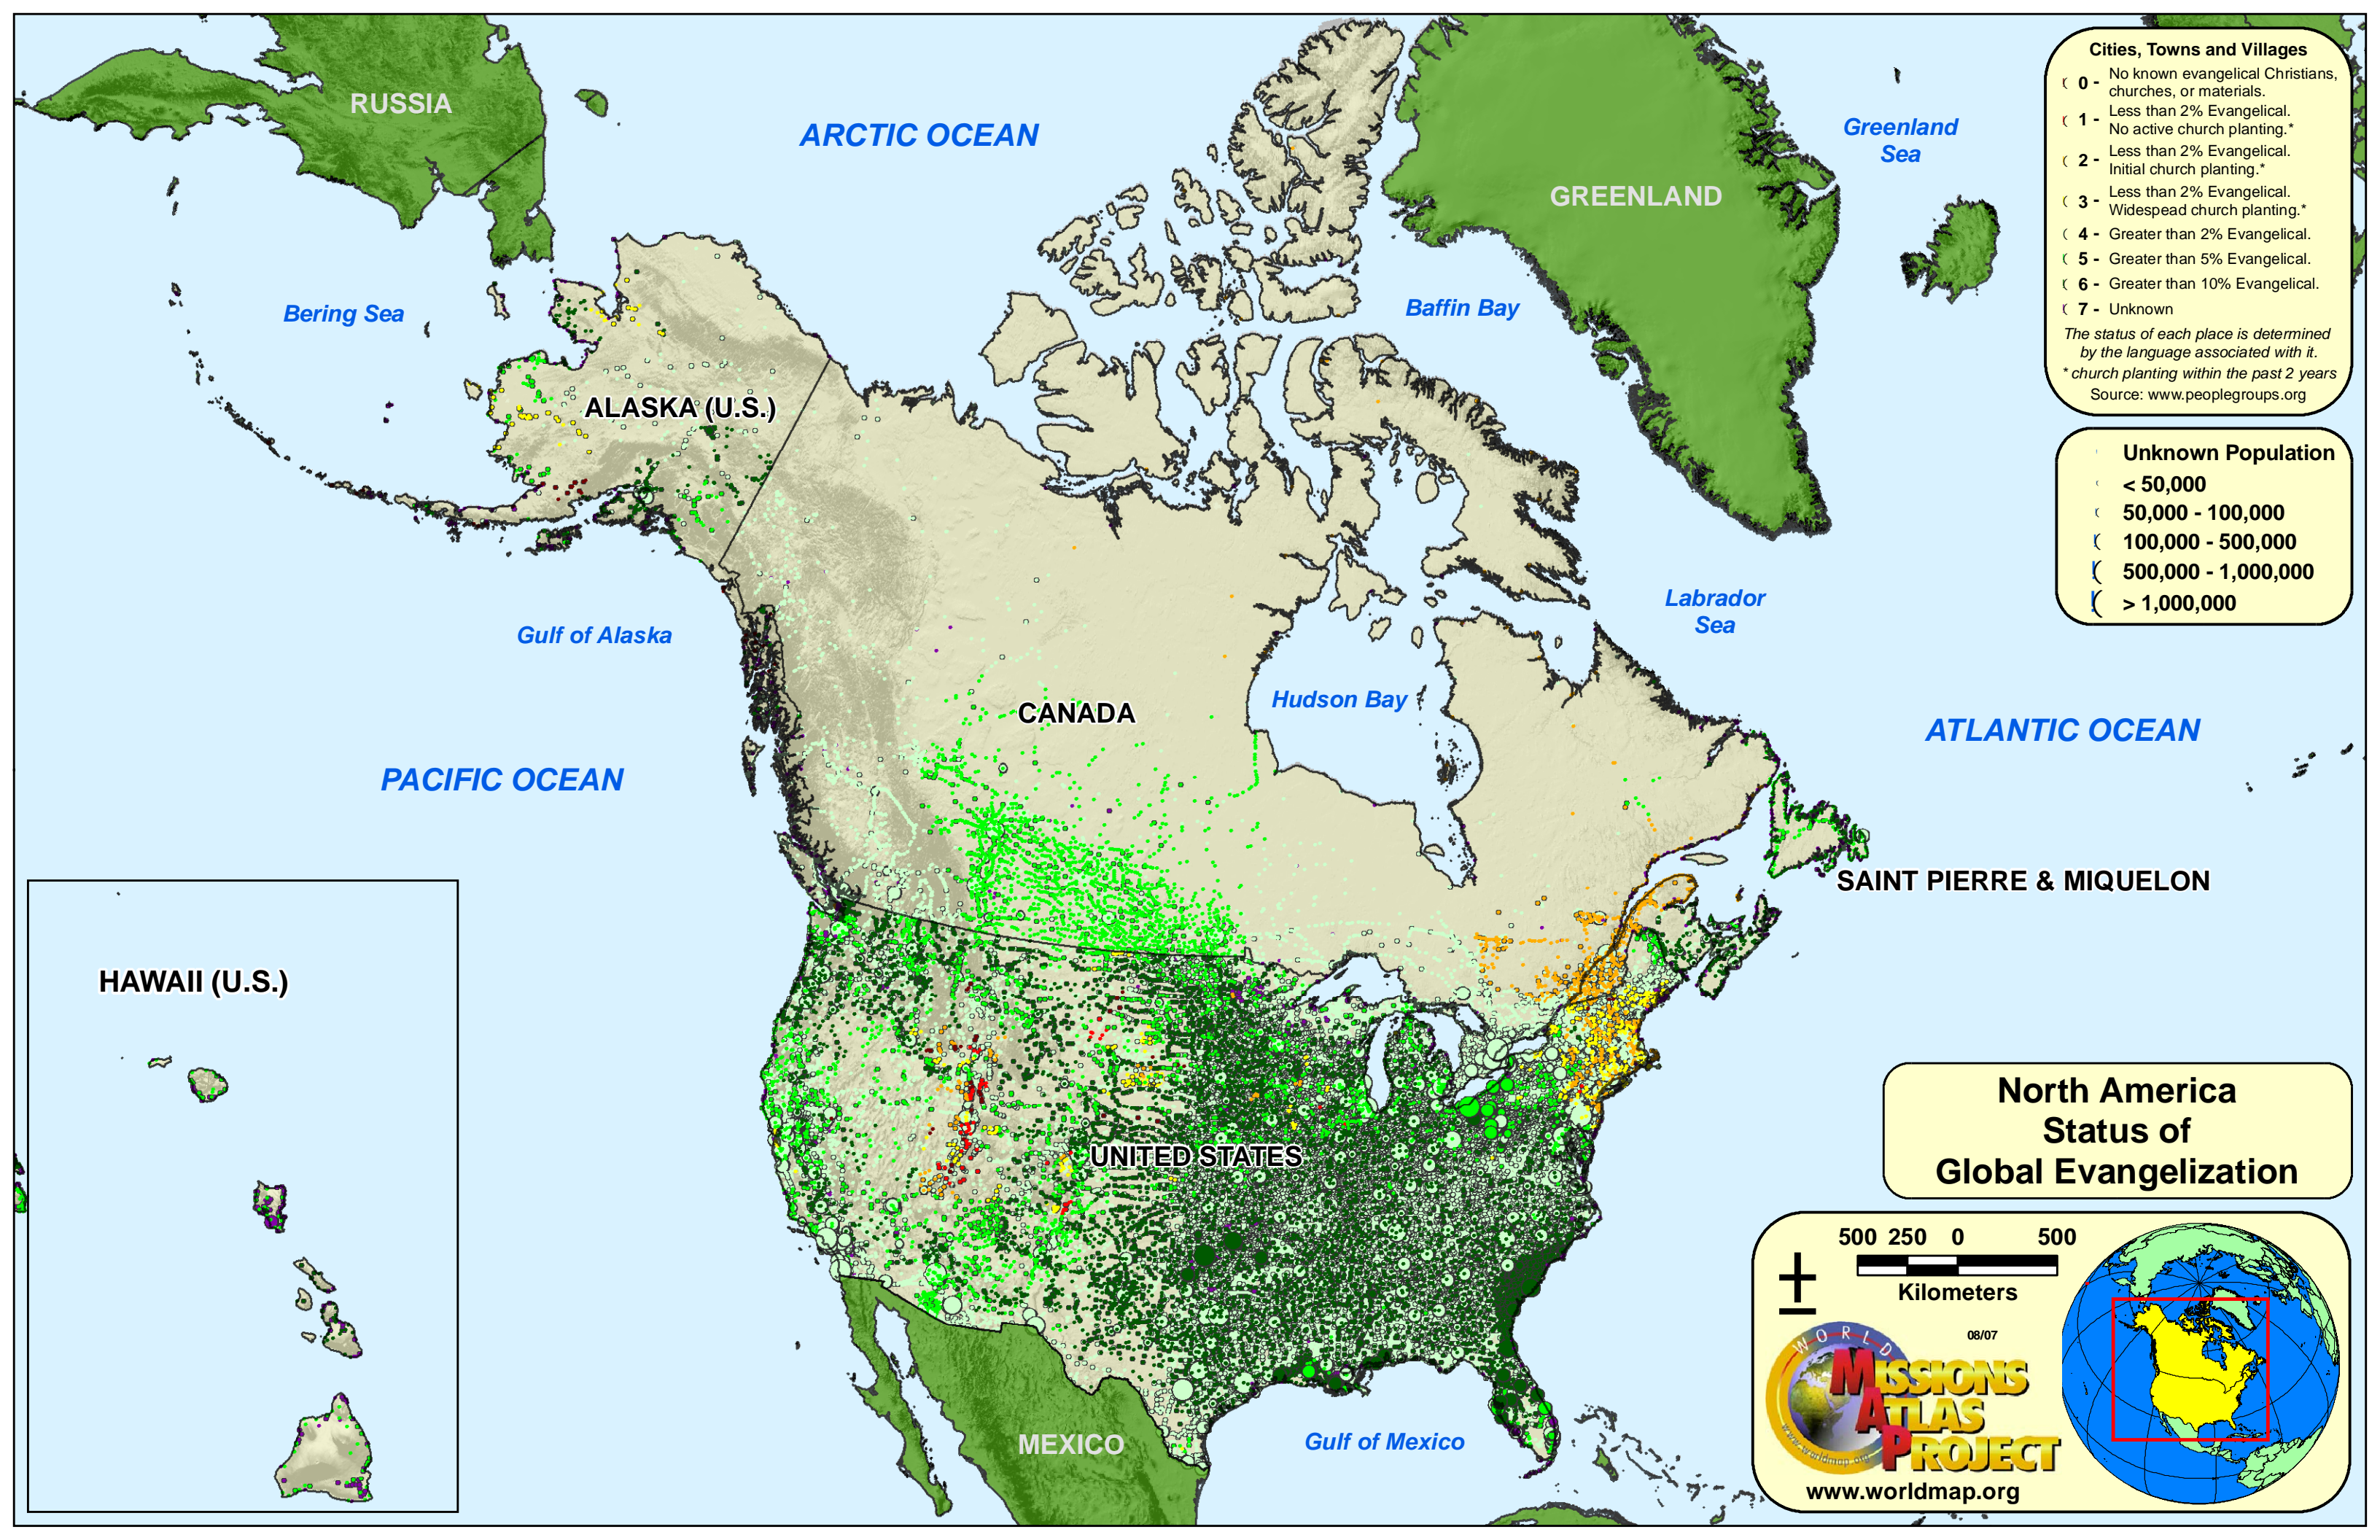 RUSSIA
ARCTIC OCEAN
GREENLAND
Greenland
Sea
Bering Sea
Baffin Bay
ALASKA (U.S.)
Gulf of Alaska
Labrador
Sea
Hudson Bay
CANADA
PACIFIC OCEAN
ATLANTIC OCEAN
SAINT PIERRE & MIQUELON
HAWAII (U.S.)
UNITED STATES
MEXICO
Gulf of Mexico
Cities, Towns and Villages
0 - No known evangelical Christians,
churches, or materials.
1 - Less than 2% Evangelical.
No active church planting.*
2 - Less than 2% Evangelical.
Initial church planting.*
3 - Less than 2% Evangelical.
Widespead church planting.*
4 - Greater than 2% Evangelical.
5 - Greater than 5% Evangelical.
6 - Greater than 10% Evangelical.
7 - Unknown
The status of each place is determined
by the language associated with it.
* church planting within the past 2 years
Source: www.peoplegroups.org
Unknown Population
< 50,000
50,000 - 100,000
100,000 - 500,000
500,000 - 1,000,000
> 1,000,000
North America
Status of
Global Evangelization
500 250 0 500
Kilometers
08/07
WORLD
MISSIONS
ATLAS
PROJECT
www.worldmap.org
www.worldmap.org